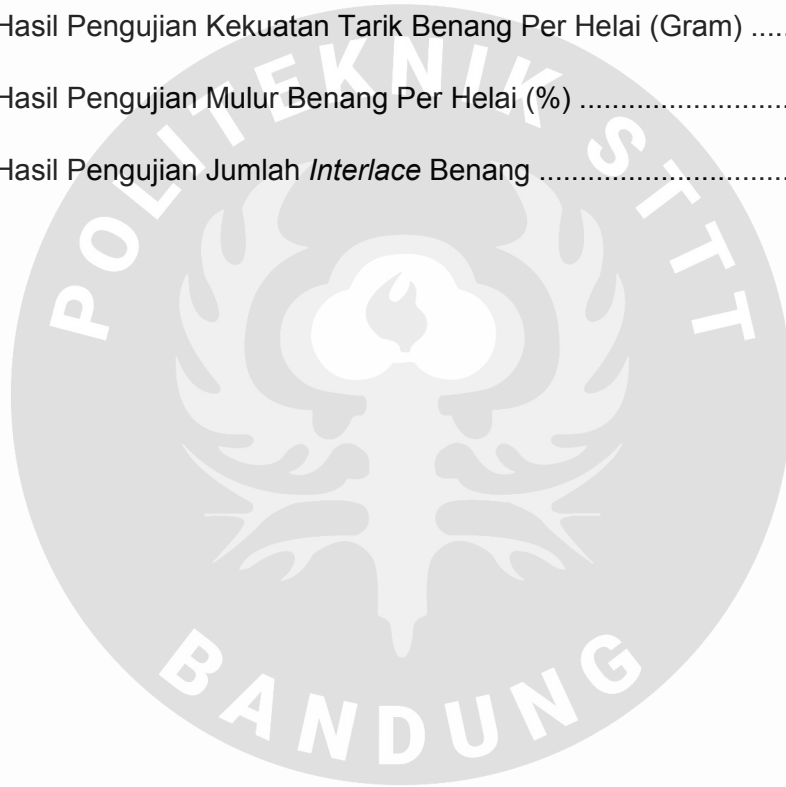 Hasil Pengujian Kekuatan Tarik Benang Per Helai (Gram) .....
Hasil Pengujian Mulur Benang Per Helai (%) ..........................
Hasil Pengujian Jumlah Interlace Benang ...............................
POLITEKNIK STTT
BANDUNG